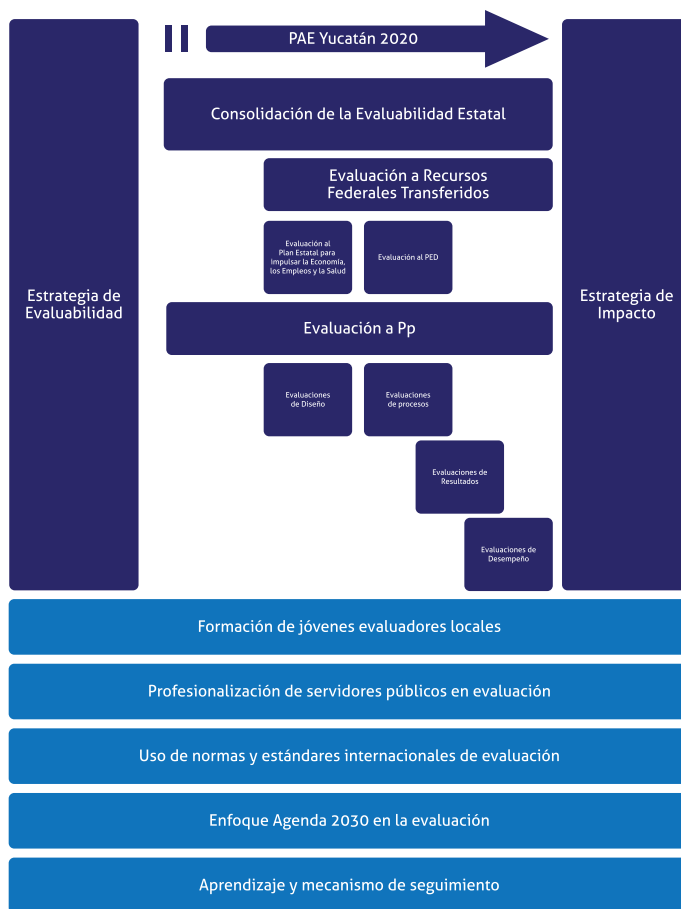 PAE Yucatán 2020
Estrategia de
Evaluabilidad
Consolidación de la Evaluabilidad Estatal
Evaluación a Recursos
Federales Transferidos
Evaluación al
Plan Estatal para
impulsar la Economía,
los Empleos y la Salud
Evaluación al PED
Evaluación a Pp
Evaluaciones
de Diseño
Evaluaciones
de procesos
Evaluaciones de
Resultados
Evaluaciones de
Desempeño
Estrategia de
Impacto
Formación de jóvenes evaluadores locales
Profesionalización de servidores públicos en evaluación
Uso de normas y estándares internacionales de evaluación
Enfoque Agenda 2030 en la evaluación
Aprendizaje y mecanismo de seguimiento